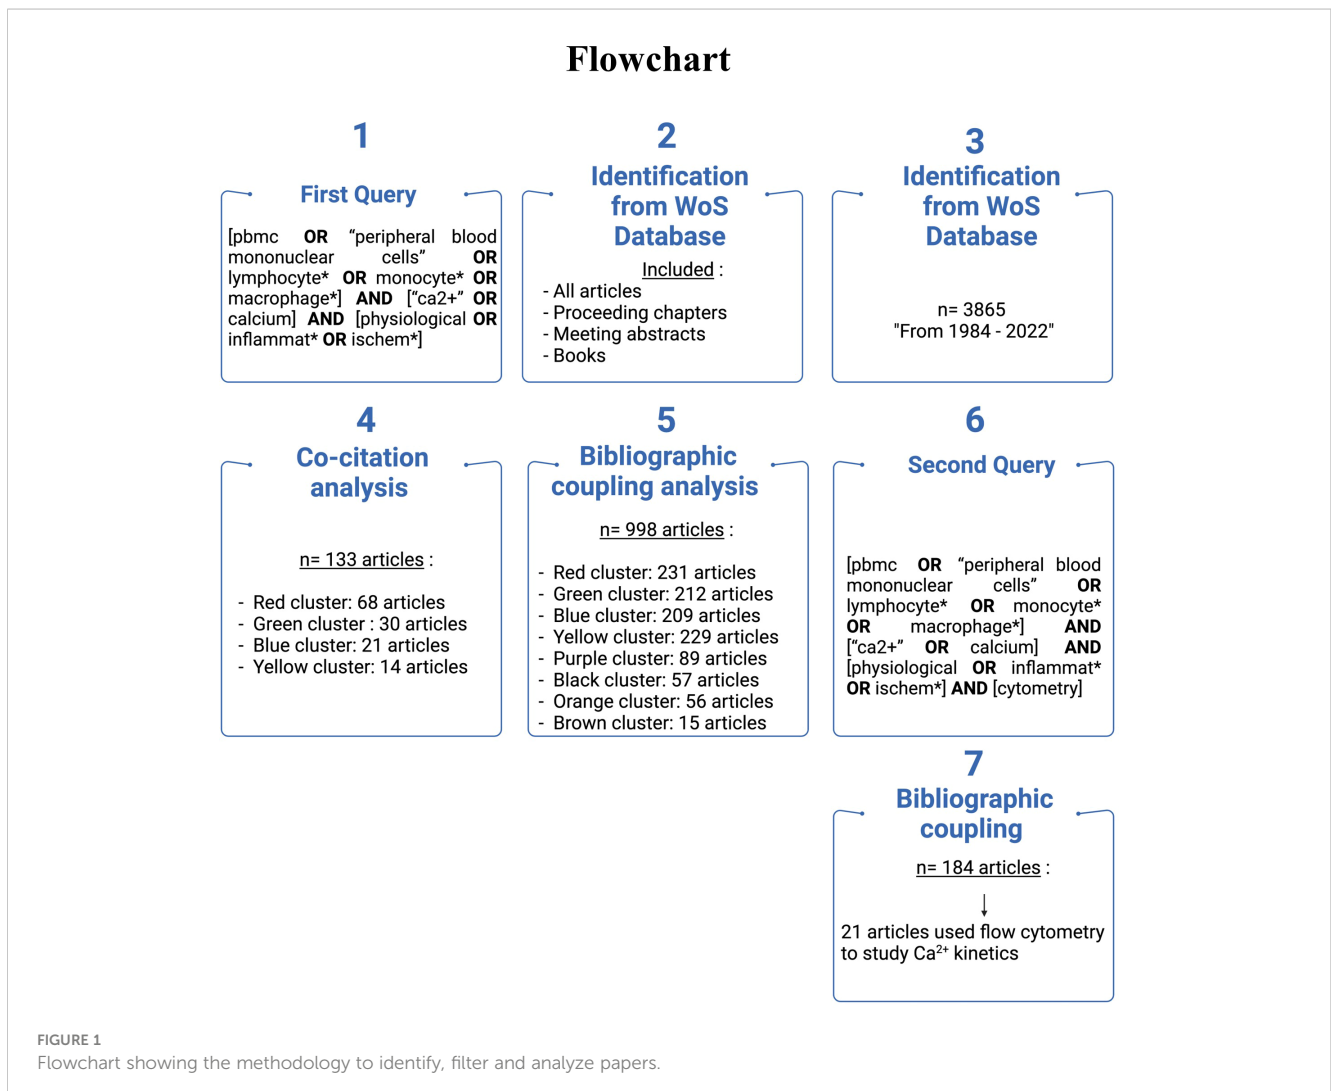 Flowchart
1
First Query
[pbmc OR “peripheral blood
mononuclear cells” OR
lymphocyte* OR monocyte* OR
macrophage*] AND [“ca2+” OR
calcium] AND [physiological OR
inflammat* OR ischem*]
2
Identification
from WoS
Database
Included :
- All articles
- Proceeding chapters
- Meeting abstracts
- Books
3
Identification
from WoS
Database
n= 3865
"From 1984 - 2022"
4
Co-citation
analysis
n= 133 articles :
- Red cluster: 68 articles
- Green cluster : 30 articles
- Blue cluster: 21 articles
- Yellow cluster: 14 articles
5
Bibliographic
coupling analysis
n= 998 articles :
- Red cluster: 231 articles
- Green cluster: 212 articles
- Blue cluster: 209 articles
- Yellow cluster: 229 articles
- Purple cluster: 89 articles
- Black cluster: 57 articles
- Orange cluster: 56 articles
- Brown cluster: 15 articles
6
Second Query
[pbmc OR “peripheral blood
mononuclear cells” OR
lymphocyte* OR monocyte*
OR macrophage*] AND
[“ca2+” OR calcium] AND
[physiological OR inflammat*
OR ischem*] AND [cytometry]
7
Bibliographic
coupling
n= 184 articles :
21 articles used flow cytometry
to study Ca²⁺ kinetics
FIGURE 1
Flowchart showing the methodology to identify, filter and analyze papers.